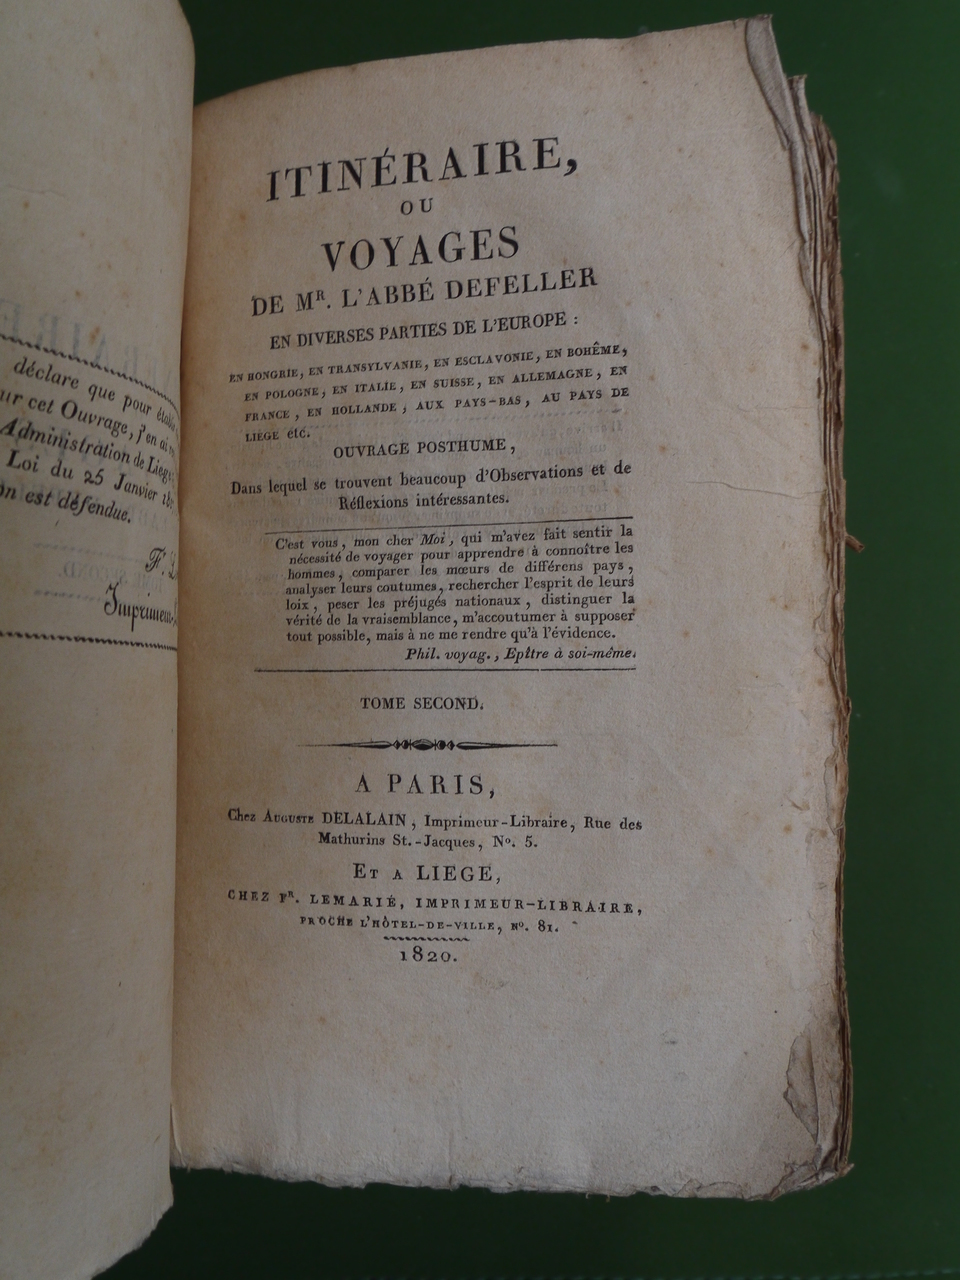 déclare que pour
cet Ouvrage, j'en ai
Administration de
Loi du 25 Janvier
est défendue.
ITINÉRAIRE,
OU
VOYAGES
DE MR. L'ABBÉ DEFELLER
EN DIVERSES PARTIES DE L'EUROPE :
EN HONGRIE, EN TRANSYLVANIE, EN ESCLAVONIE, EN BOHÊME,
EN POLOGNE, EN ITALIE, EN SUISSE, EN ALLEMAGNE, EN
FRANCE, EN HOLLANDE, AUX PAYS-BAS, AU PAYS DE
LIEGE etc.
OUVRAGE POSTHUME,
Dans lequel se trouvent beaucoup d'Observations et de
Réflexions intéressantes.
C'est vous, mon cher Moi, qui m'avez fait sentir la
nécessité de voyager pour apprendre à connoître les
hommes, comparer les mœurs de différens pays,
analyser leurs coutumes, rechercher l'esprit de leurs
loix, peser les préjugés nationaux, distinguer la
vérité de la vraisemblance, m'accoutumer à supposer
tout possible, mais à ne me rendre qu'à l'évidence.
Phil. voyag., Epître à soi-même.
TOME SECOND.
A PARIS,
Chez AUGUSTE DELALAIN, Imprimeur-Libraire, Rue des
Mathurins St.-Jacques, No. 5.
ET A LIEGE,
CHEZ FR. LEMARIÉ, IMPRIMEUR-LIBRAIRE,
PROCHE L'HÔTEL-DE-VILLE, NO. 81.
1820.